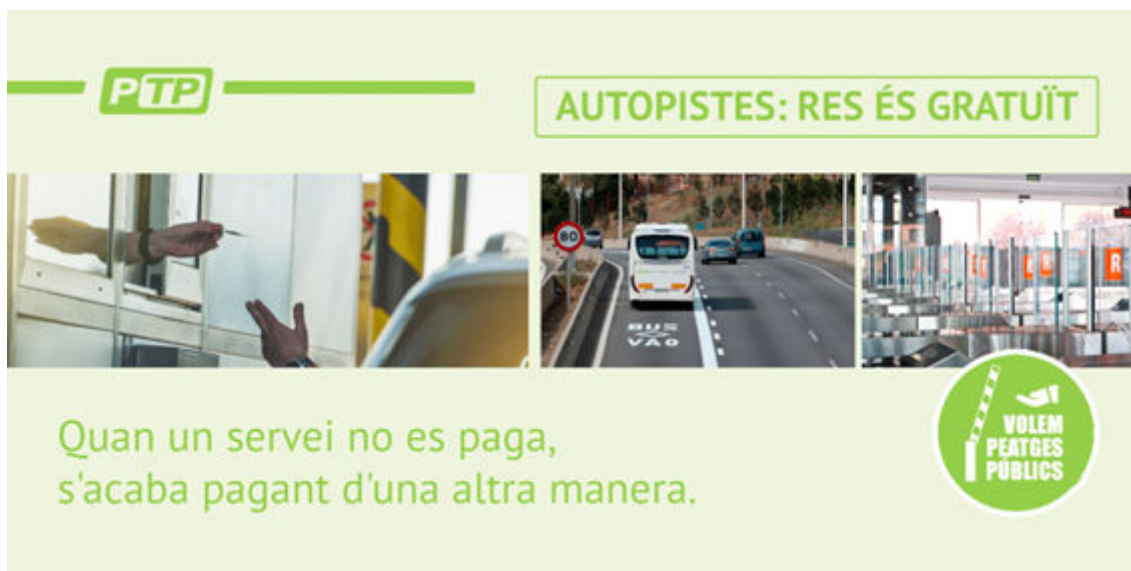 PTP
AUTOPISTES: RES ÉS GRATUÏT
80
BUS
VAO
R
Quan un servei no es paga,
s'acaba pagant d'una altra manera.
VOLEM
PEATGES
PÚBLICS